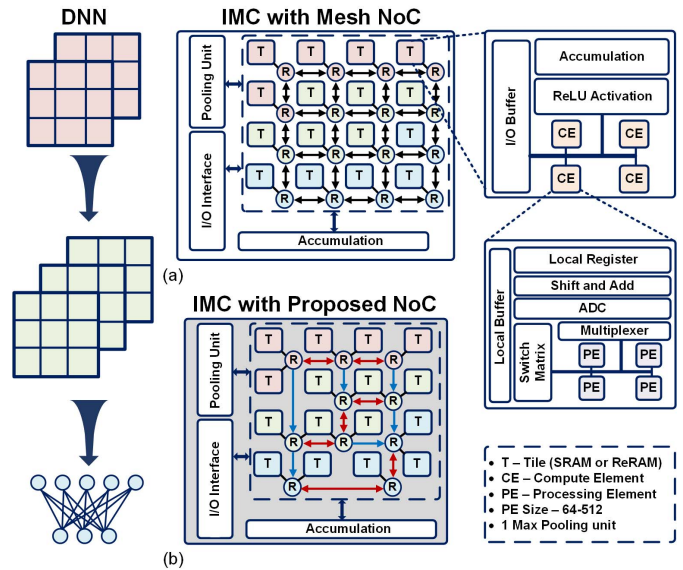 DNN
IMC with Mesh NoC
Pooling Unit
I/O Interface
T T T T
R R R R
T T T T
R R R R
T T T T
R R R R
T T T T
R R R R
Accumulation
(a)
I/O Buffer
Accumulation
ReLU Activation
CE CE
CE CE
Local Buffer
Local Register
Shift and Add
ADC
Switch Matrix
Multiplexer
PE PE
PE PE
IMC with Proposed NoC
Pooling Unit
I/O Interface
T T T T
R R R
T T T T
R
T T T T
R R R
T T T T
R R
Accumulation
(b)
• T – Tile (SRAM or ReRAM)
• CE – Compute Element
• PE – Processing Element
• PE Size – 64-512
• 1 Max Pooling unit